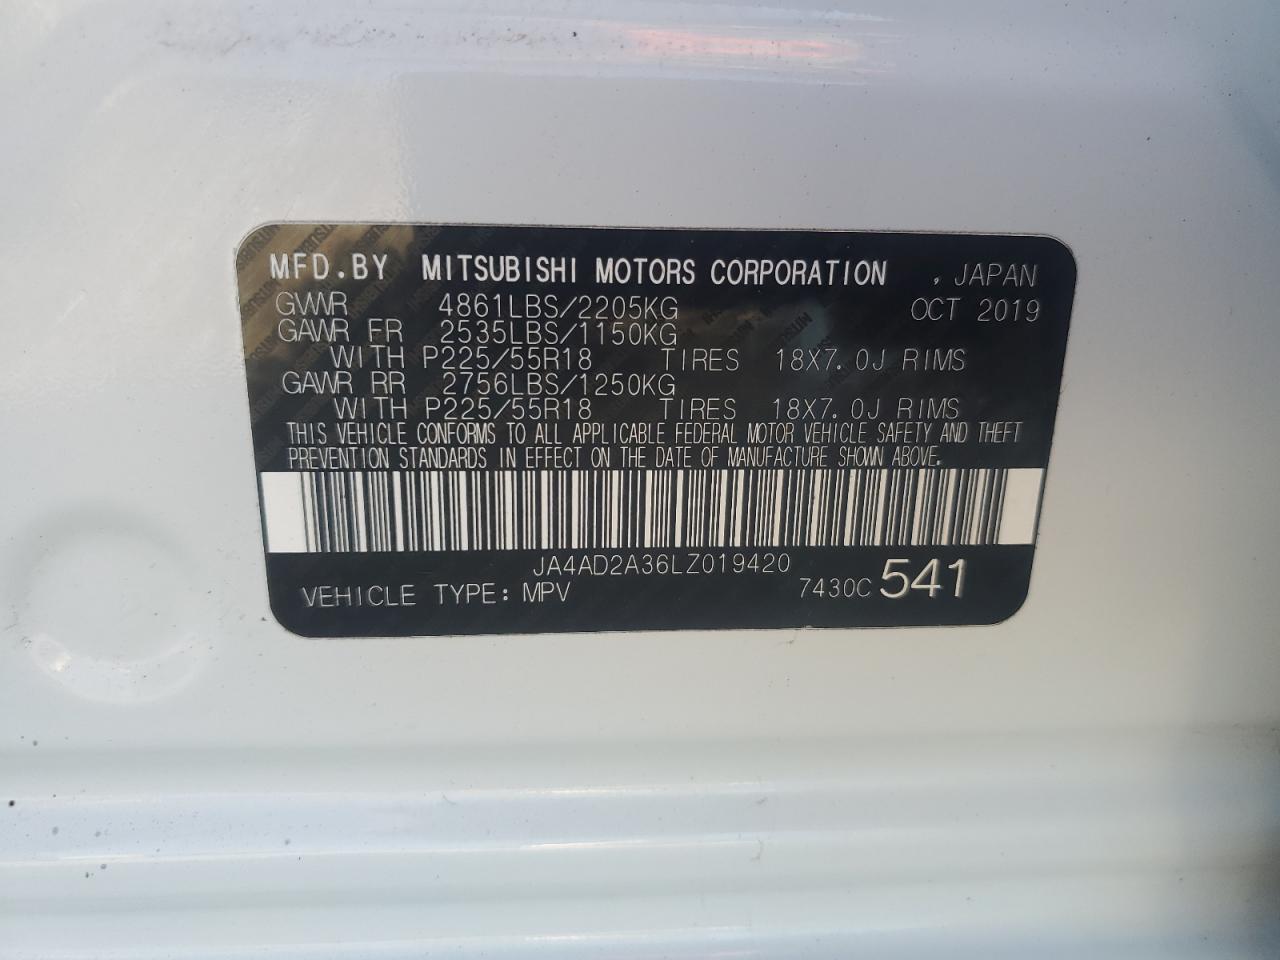 MFD.BY MITSUBISHI MOTORS CORPORATION , JAPAN
GVWR 4861LBS/2205KG OCT 2019
GAWR FR 2535LBS/1150KG
WITH P225/55R18 TIRES 18X7.0J RIMS
GAWR RR 2756LBS/1250KG
WITH P225/55R18 TIRES 18X7.0J RIMS
THIS VEHICLE CONFORMS TO ALL APPLICABLE FEDERAL MOTOR VEHICLE SAFETY AND THEFT
PREVENTION STANDARDS IN EFFECT ON THE DATE OF MANUFACTURE SHOWN ABOVE.
JA4AD2A36LZ019420
VEHICLE TYPE: MPV 7430C 541